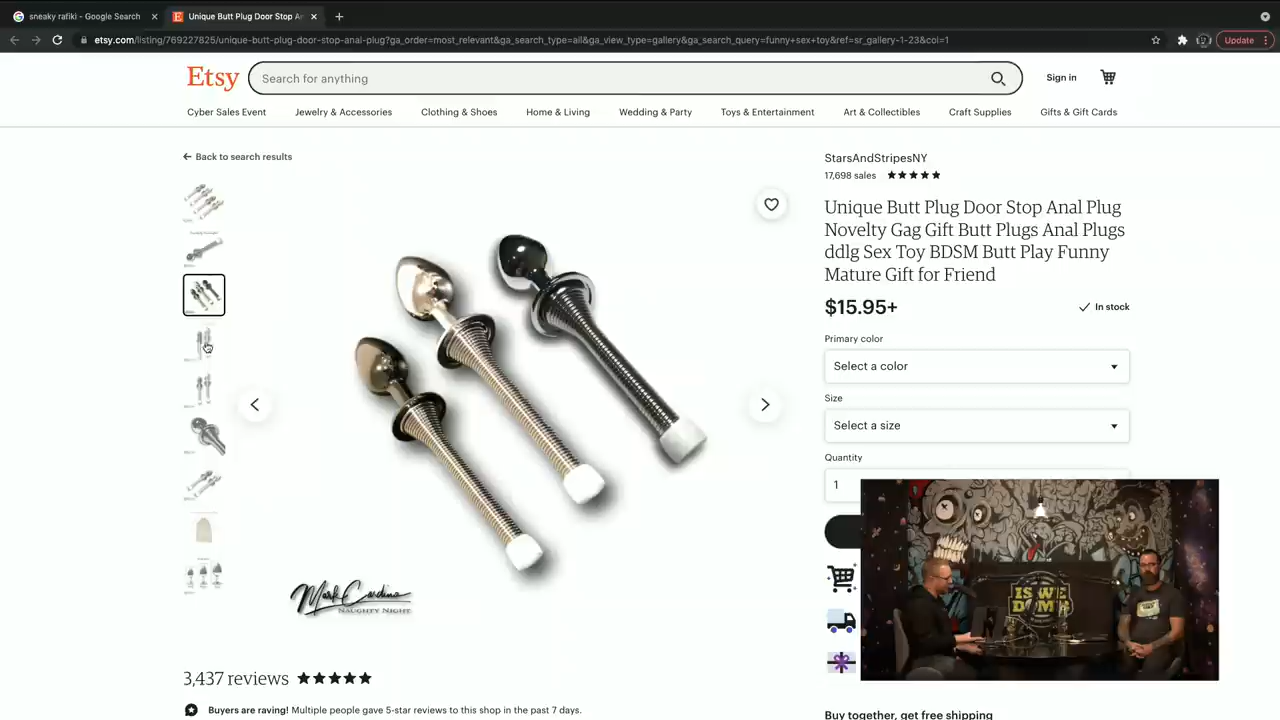 sneaky rafiki - Google Search
Unique Butt Plug Door Stop An
etsy.com/listing/769227825/unique-butt-plug-door-stop-anal-plug?ga_order=most_relevant&ga_search_type=all&ga_view_type=gallery&ga_search_query=funny+sex+toy&ref=sr_gallery-1-23&col=1
Update
Etsy
Search for anything
Sign in
Cyber Sales Event
Jewelry & Accessories
Clothing & Shoes
Home & Living
Wedding & Party
Toys & Entertainment
Art & Collectibles
Craft Supplies
Gifts & Gift Cards
Back to search results
StarsAndStripesNY
17,698 sales
Unique Butt Plug Door Stop Anal Plug
Novelty Gag Gift Butt Plugs Anal Plugs
ddlg Sex Toy BDSM Butt Play Funny
Mature Gift for Friend
$15.95+
In stock
Primary color
Select a color
Size
Select a size
Quantity
1
NAUGHTY NIGHT
3,437 reviews
Buyers are raving! Multiple people gave 5-star reviews to this shop in the past 7 days.
Buy together, get free shipping